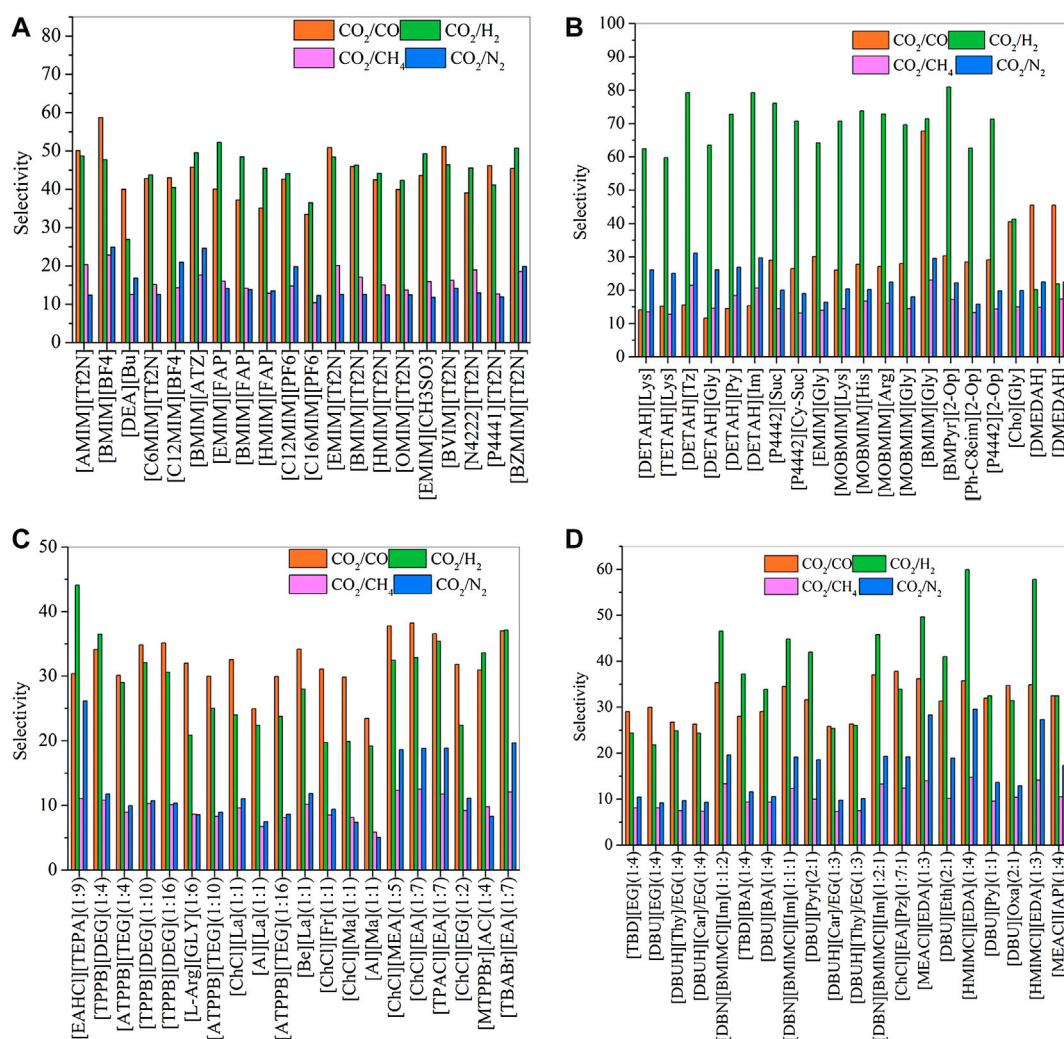 A
CO2/CO CO2/H2
CO2/CH4 CO2/N2
Selectivity
80
70
60
50
40
30
20
10
0
[AMIM][Tf2N]
[BMIM][BF4]
[DEA][Bu]
[C6MIM][Tf2N]
[C12MIM][BF4]
[BMIM][ATZ]
[EMIM][FAP]
[BMIM][FAP]
[HMIM][FAP]
[C12MIM][PF6]
[C16MIM][PF6]
[EMIM][Tf2N]
[BMIM][Tf2N]
[HMIM][Tf2N]
[OMIM][Tf2N]
[EMIM][CH3SO3]
[BVIM][Tf2N]
[N4222][Tf2N]
[P4441][Tf2N]
[BZMIM][Tf2N]
B
CO2/CO CO2/H2
CO2/CH4 CO2/N2
Selectivity
100
90
80
70
60
50
40
30
20
10
0
[DETAH][Lys]
[TETAH][Lys]
[DETAH][Tz]
[DETAH][Gly]
[DETAH][Py]
[DETAH][Im]
[P4442][Suc]
[P4442][Cy-Suc]
[EMIM][Gly]
[MOBMIM][Lys]
[MOBMIM][His]
[MOBMIM][Arg]
[MOBMIM][Gly]
[BMIM][Gly]
[BMPyr][2-Op]
[Ph-C8eim][2-Op]
[P4442][2-Op]
[Cho][Gly]
[DMEDAH]
[DMEDAH]
C
CO2/CO CO2/H2
CO2/CH4 CO2/N2
Selectivity
50
40
30
20
10
0
[EAHCl][TEPA](1:9)
[TPPB][DEG](1:4)
[ATPPB][TEG](1:4)
[TPPB][DEG](1:10)
[TPPB][DEG](1:16)
[L-Arg][GLY](1:6)
[ATPPB][TEG](1:10)
[ChCl][La](1:1)
[Al][La](1:1)
[ATPPB][TEG](1:16)
[Be][La](1:1)
[ChCl][Fr](1:1)
[ChCl][Ma](1:1)
[Al][Ma](1:1)
[ChCl][MEA](1:5)
[ChCl][EA](1:7)
[TPACl][EA](1:7)
[ChCl][EG](1:2)
[MTPPBr][AC](1:4)
[TBABr][EA](1:7)
D
CO2/CO CO2/H2
CO2/CH4 CO2/N2
Selectivity
60
50
40
30
20
10
0
[TBD][EG](1:4)
[DBU][EG](1:4)
[DBUH][Thy]/EG(1:4)
[DBUH][Car]/EG(1:4)
[DBN][BMIMCl][Im](1:1:2)
[TBD][BA](1:4)
[DBU][BA](1:4)
[DBN][BMIMCl][Im](1:1:1)
[DBU][Pyr](2:1)
[DBUH][Car]/EG(1:3)
[DBUH][Thy]/EG(1:3)
[DBN][BMIMCl][Im](1:2:1)
[ChCl][EA][Pz](1:7:1)
[MEACl][EDA](1:3)
[DBU][Eth](2:1)
[HMIMCl][EDA](1:4)
[DBU][Py](1:1)
[DBU][Oxa](2:1)
[HMIMCl][EDA](1:3)
[MEACl][AP](1:4)